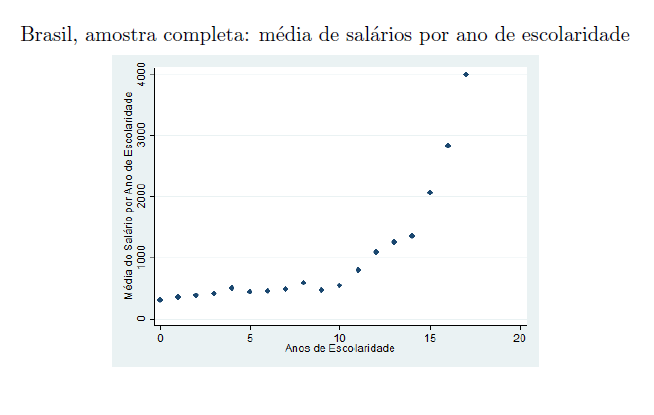 Brasil, amostra completa: média de salários por ano de escolaridade
Média do Salário por Ano de Escolaridade
4000
3000
2000
1000
0
0 5 10 15 20
Anos de Escolaridade